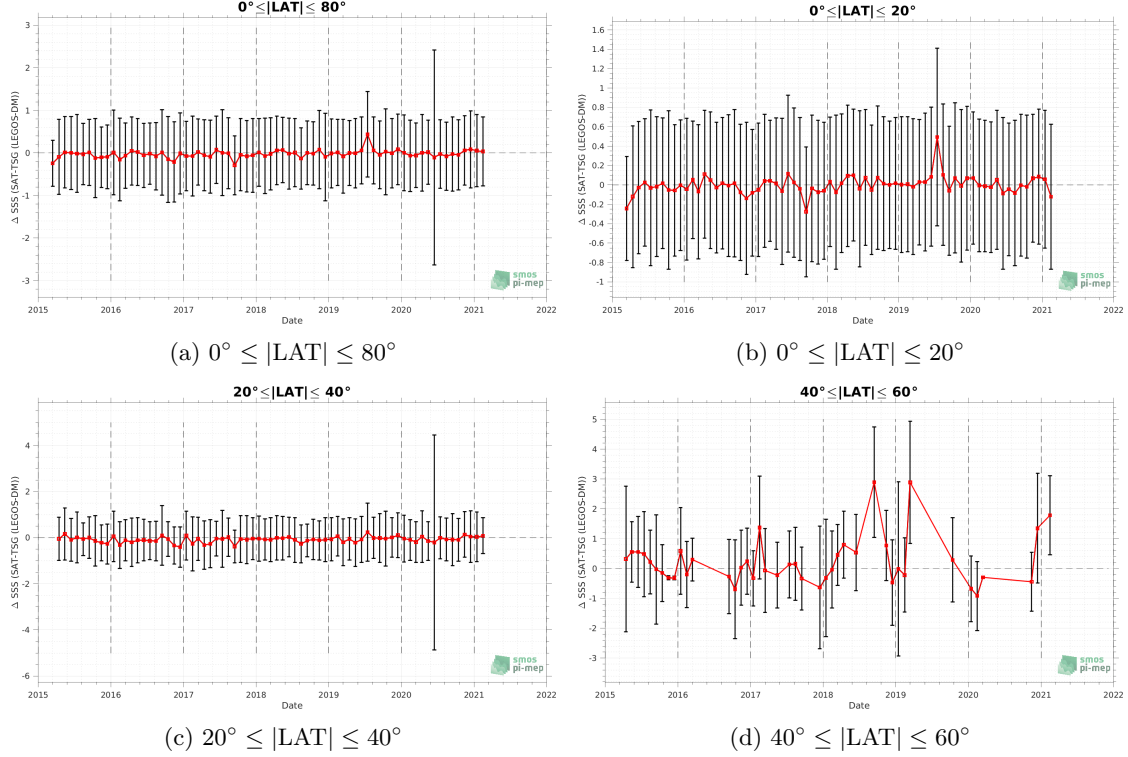 0°≤|LAT|≤ 80°
Δ SSS (SAT-TSG (LEGOS-DM))
3
2
1
0
-1
-2
-3
2015 2016 2017 2018 2019 2020 2021 2022
Date
smos
pi-mep
(a) 0° ≤ |LAT| ≤ 80°
0°≤|LAT|≤ 20°
Δ SSS (SAT-TSG (LEGOS-DM))
1.6
1.4
1.2
1
0.8
0.6
0.4
0.2
0
-0.2
-0.4
-0.6
-0.8
-1
2015 2016 2017 2018 2019 2020 2021 2022
Date
smos
pi-mep
(b) 0° ≤ |LAT| ≤ 20°
20°≤|LAT|≤ 40°
Δ SSS (SAT-TSG (LEGOS-DM))
4
2
0
-2
-4
-6
2015 2016 2017 2018 2019 2020 2021 2022
Date
smos
pi-mep
(c) 20° ≤ |LAT| ≤ 40°
40°≤|LAT|≤ 60°
Δ SSS (SAT-TSG (LEGOS-DM))
5
4
3
2
1
0
-1
-2
-3
2015 2016 2017 2018 2019 2020 2021 2022
Date
smos
pi-mep
(d) 40° ≤ |LAT| ≤ 60°